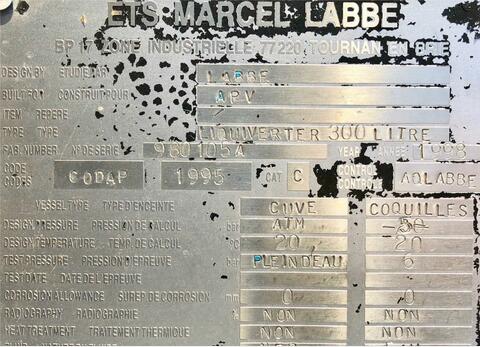 ETS MARCEL LABBE
BP 17 ZONE INDUSTRIELLE 77220 TOURNAN EN BRIE
DESIGN BY ETUDIE PAR LABBE
BUILT FOR CONSTRUIT POUR APV
ITEM REPERE
TYPE TYPE LIQUIVERTER 300 LITRE
FAB. NUMBER N° DE SERIE 980105A YEAR ANNEE 1998
CODE CODES CODAP 1995 CAT C CONTROL CONTROLE AQLABBE
VESSEL TYPE TYPE D'ENCEINTE CUVE COQUILLES
DESIGN PRESSURE PRESSION DE CALCUL bar ATM
DESIGN TEMPERATURE TEMP. DE CALCUL °C 20 20
TEST PRESSURE PRESSION D'EPREUVE bar PLEIN D'EAU 6
TEST DATE DATE DE L'EPREUVE
CORROSION ALLOWANCE SUREP. DE CORROSION mm 0 0
RADIOGRAPHY RADIOGRAPHIE NON NON
HEAT TREATMENT TRAITEMENT THERMIQUE NON NON